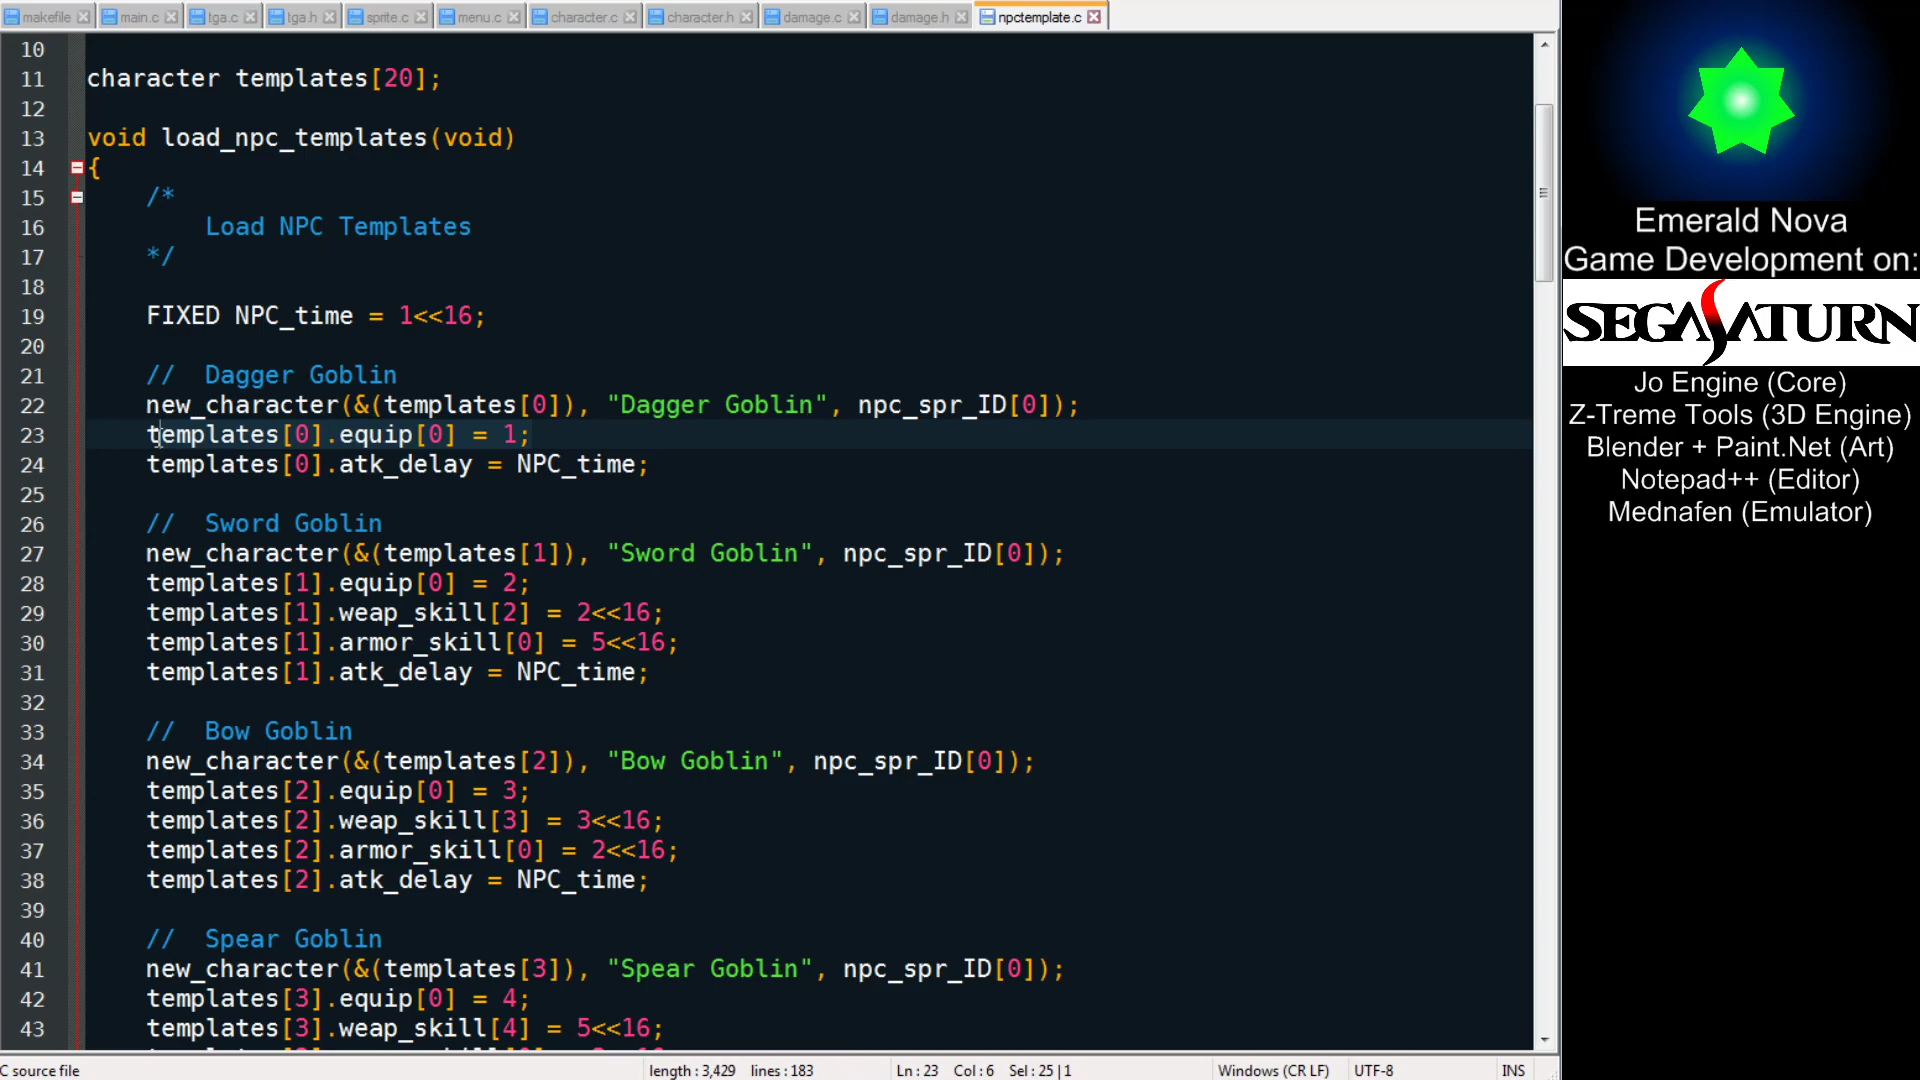 makefile main.c tga.c tga.h sprite.c menu.c character.c character.h damage.c damage.h npctemplate.c
10
11 character templates[20];
12
13 void load_npc_templates(void)
14 {
15 /*
16 Load NPC Templates
17 */
18
19 FIXED NPC_time = 1<<16;
20
21 // Dagger Goblin
22 new_character(&(templates[0]), "Dagger Goblin", npc_spr_ID[0]);
23 templates[0].equip[0] = 1;
24 templates[0].atk_delay = NPC_time;
25
26 // Sword Goblin
27 new_character(&(templates[1]), "Sword Goblin", npc_spr_ID[0]);
28 templates[1].equip[0] = 2;
29 templates[1].weap_skill[2] = 2<<16;
30 templates[1].armor_skill[0] = 5<<16;
31 templates[1].atk_delay = NPC_time;
32
33 // Bow Goblin
34 new_character(&(templates[2]), "Bow Goblin", npc_spr_ID[0]);
35 templates[2].equip[0] = 3;
36 templates[2].weap_skill[3] = 3<<16;
37 templates[2].armor_skill[0] = 2<<16;
38 templates[2].atk_delay = NPC_time;
39
40 // Spear Goblin
41 new_character(&(templates[3]), "Spear Goblin", npc_spr_ID[0]);
42 templates[3].equip[0] = 4;
43 templates[3].weap_skill[4] = 5<<16;
C source file length : 3,429 lines : 183 Ln : 23 Col : 6 Sel : 25 | 1 Windows (CR LF) UTF-8 INS
Emerald Nova
Game Development on:
SEGA SATURN
Jo Engine (Core)
Z-Treme Tools (3D Engine)
Blender + Paint.Net (Art)
Notepad++ (Editor)
Mednafen (Emulator)